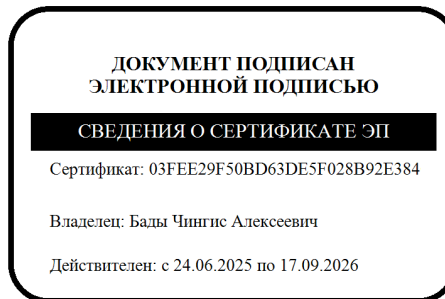 ДОКУМЕНТ ПОДПИСАН
ЭЛЕКТРОННОЙ ПОДПИСЬЮ
СВЕДЕНИЯ О СЕРТИФИКАТЕ ЭП
Сертификат: 03FEE29F50BD63DE5F028B92E384
Владелец: Бады Чингис Алексеевич
Действителен: с 24.06.2025 по 17.09.2026